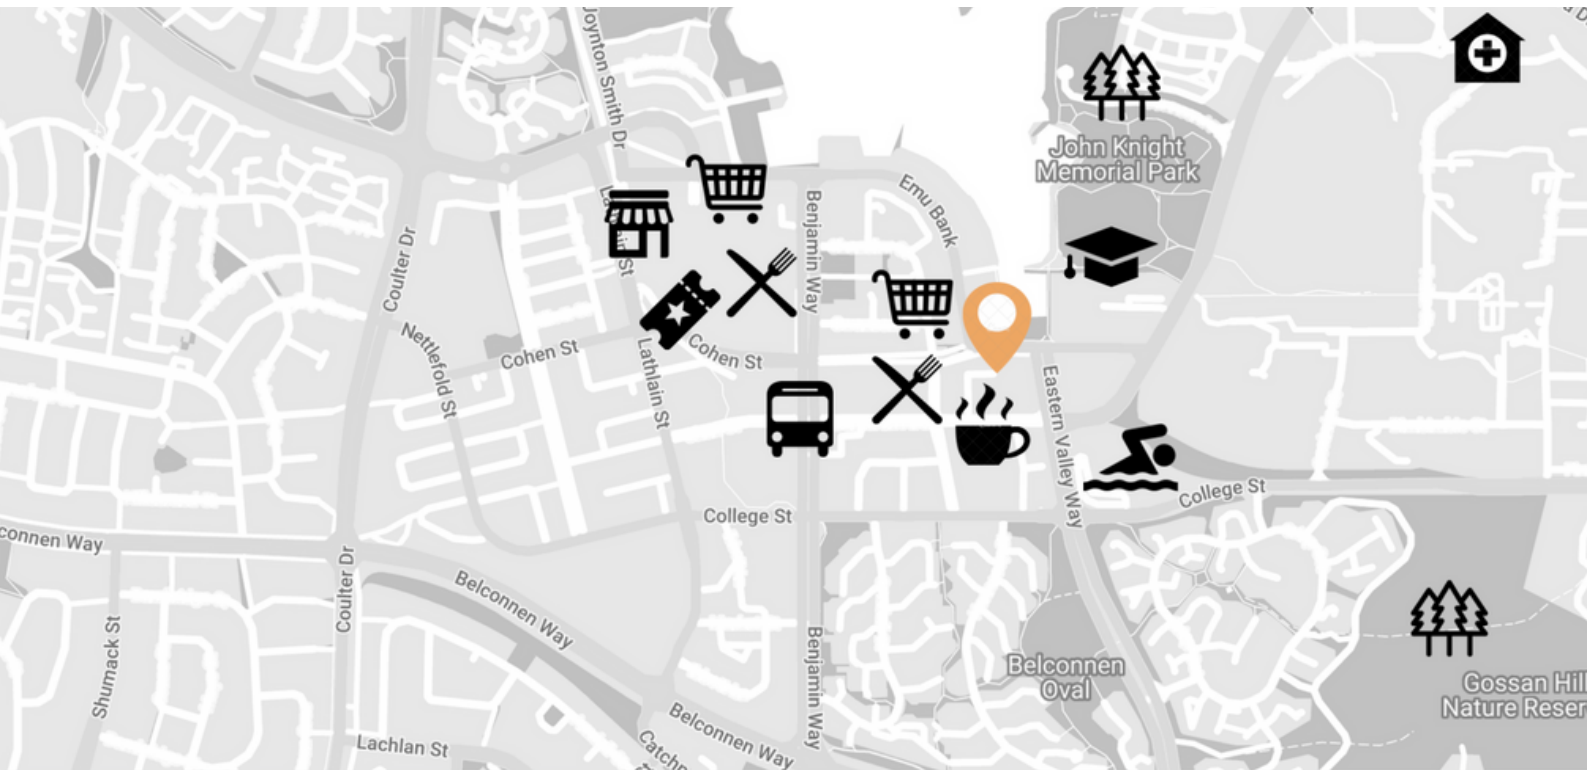 Joynton Smith Dr
John Knight
Memorial Park
Emu Bank
Benjamin Way
Coulter Dr
Nettlefold St
Cohen St
Cohen St
Lathlain St
Eastern Valley Way
College St
College St
Coulter Dr
Belconnen Way
Shumack St
Benjamin Way
Belconnen
Oval
Gossan Hill
Nature Reser
Belconnen Way
Lachlan St
connen Way
Catchp